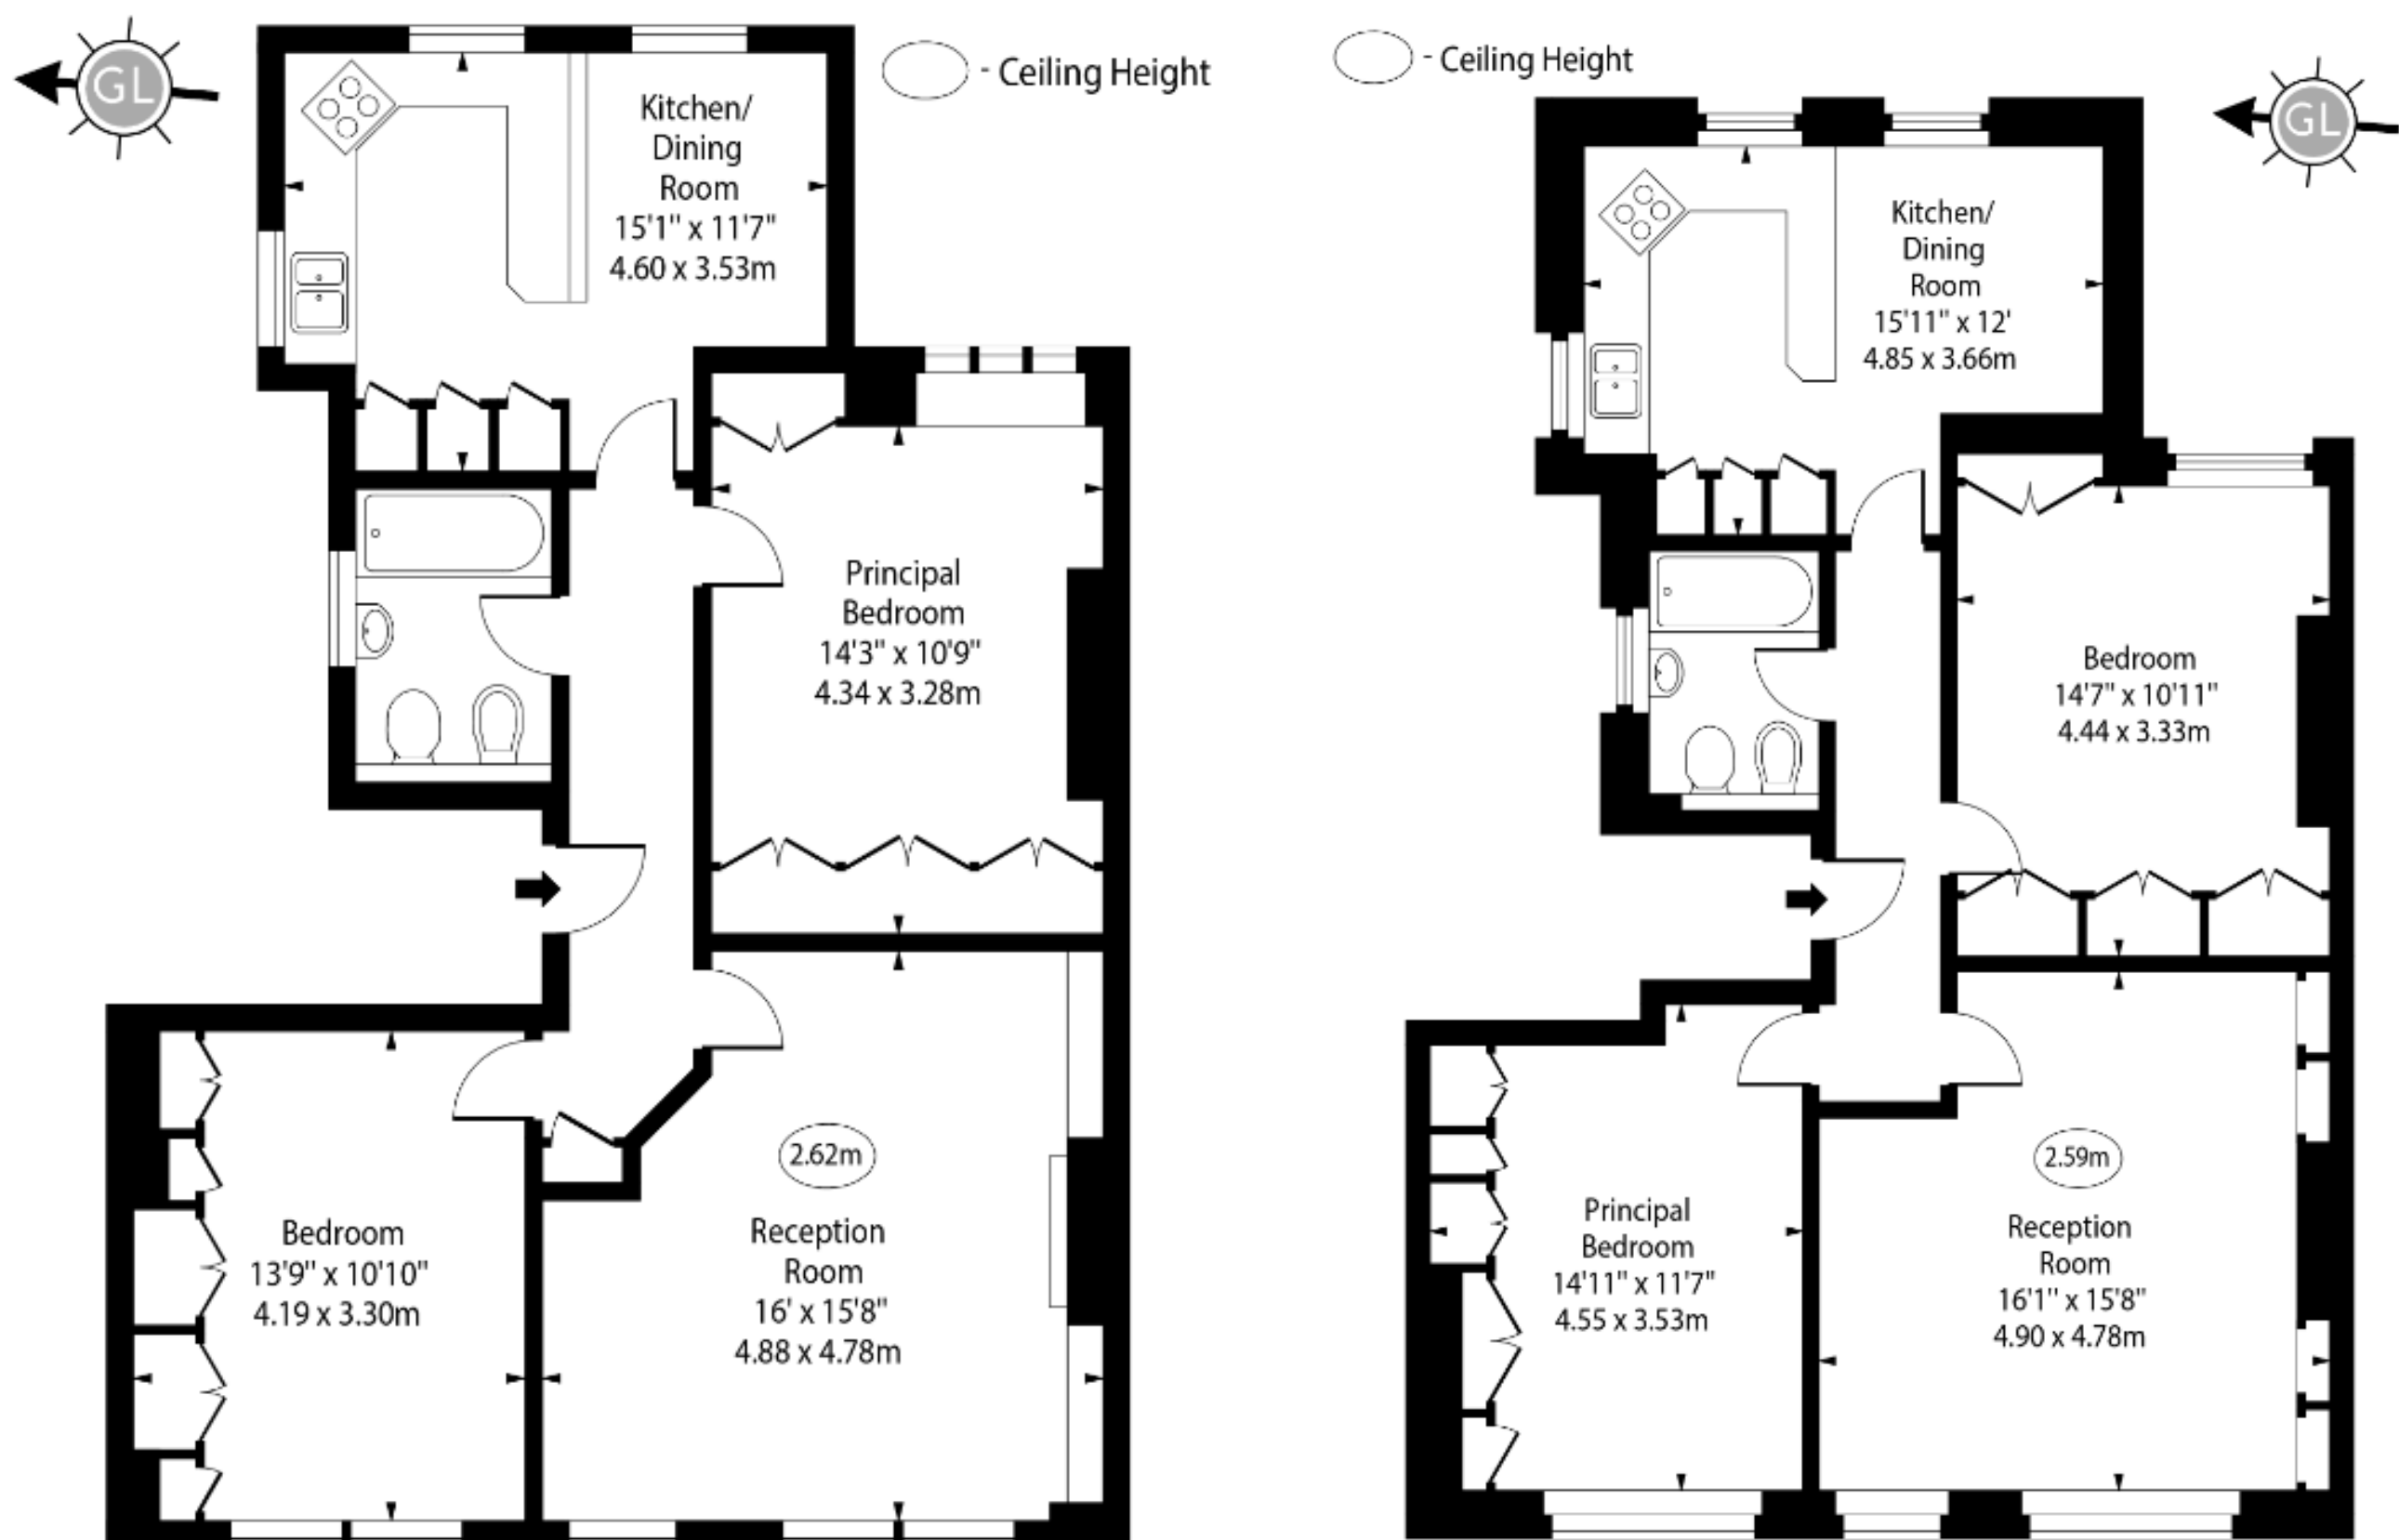 GL
- Ceiling Height
Kitchen/
Dining
Room
15'1" x 11'7"
4.60 x 3.53m
Principal
Bedroom
14'3" x 10'9"
4.34 x 3.28m
2.62m
Reception
Room
16' x 15'8"
4.88 x 4.78m
Bedroom
13'9" x 10'10"
4.19 x 3.30m
- Ceiling Height
GL
Kitchen/
Dining
Room
15'11" x 12'
4.85 x 3.66m
Bedroom
14'7" x 10'11"
4.44 x 3.33m
Principal
Bedroom
14'11" x 11'7"
4.55 x 3.53m
2.59m
Reception
Room
16'1" x 15'8"
4.90 x 4.78m